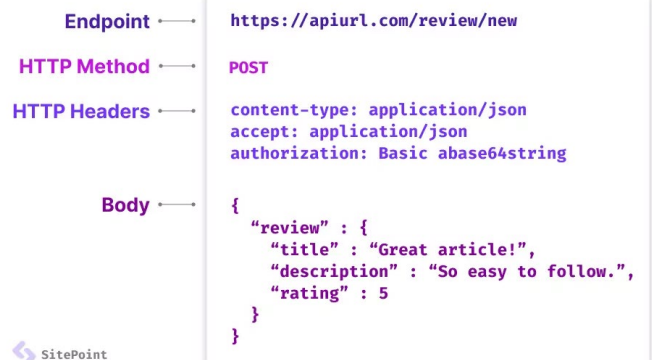 Endpoint https://apiurl.com/review/new
HTTP Method POST
HTTP Headers content-type: application/json
accept: application/json
authorization: Basic abase64string
Body {
“review” : {
“title” : “Great article!”,
“description” : “So easy to follow.”,
“rating” : 5
}
}
SitePoint